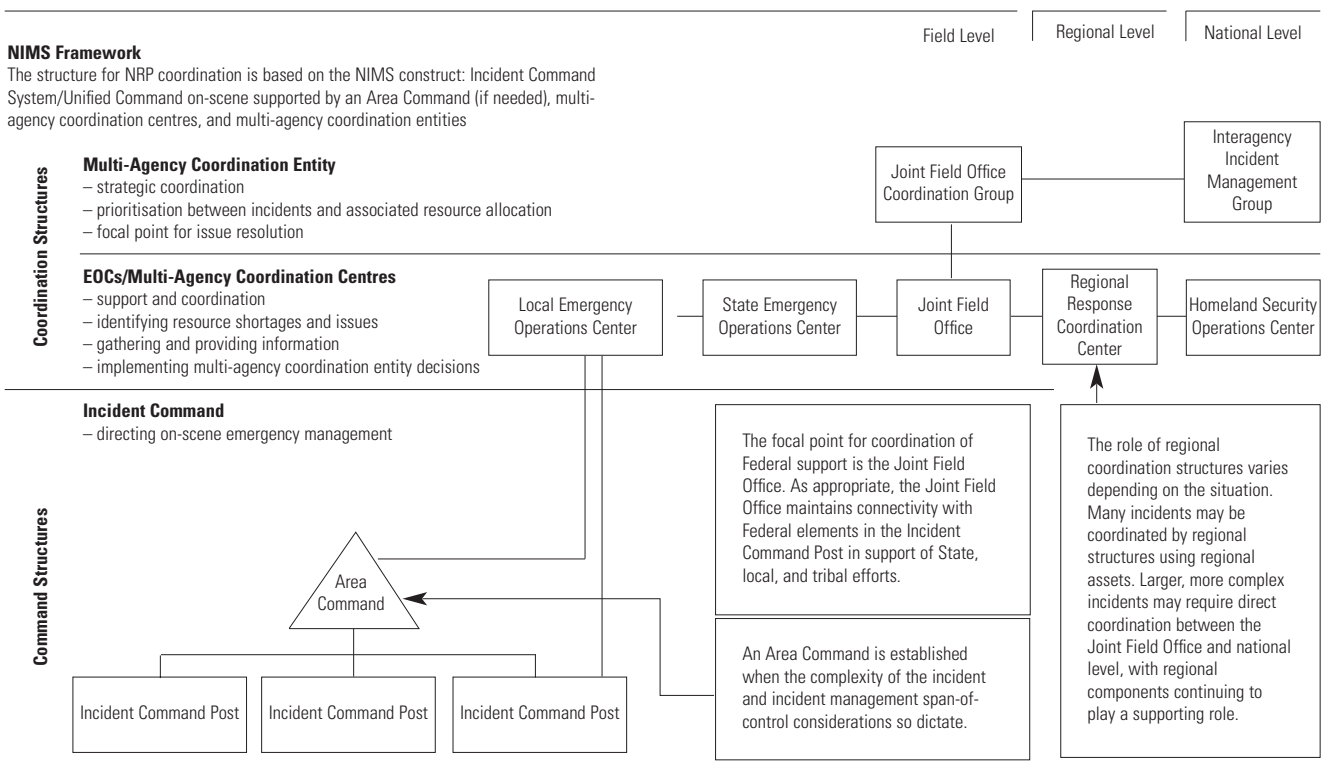 Field Level
Regional Level
National Level
NIMS Framework
The structure for NRP coordination is based on the NIMS construct: Incident Command
System/Unified Command on-scene supported by an Area Command (if needed), multi-
agency coordination centres, and multi-agency coordination entities
Coordination Structures
Multi-Agency Coordination Entity
– strategic coordination
– prioritisation between incidents and associated resource allocation
– focal point for issue resolution
Joint Field Office
Coordination Group
Interagency
Incident
Management
Group
EOCs/Multi-Agency Coordination Centres
– support and coordination
– identifying resource shortages and issues
– gathering and providing information
– implementing multi-agency coordination entity decisions
Local Emergency
Operations Center
State Emergency
Operations Center
Joint Field
Office
Regional
Response
Coordination
Center
Homeland Security
Operations Center
Command Structures
Incident Command
– directing on-scene emergency management
Area
Command
Incident Command Post
Incident Command Post
Incident Command Post
The focal point for coordination of
Federal support is the Joint Field
Office. As appropriate, the Joint Field
Office maintains connectivity with
Federal elements in the Incident
Command Post in support of State,
local, and tribal efforts.
An Area Command is established
when the complexity of the incident
and incident management span-of-
control considerations so dictate.
The role of regional
coordination structures varies
depending on the situation.
Many incidents may be
coordinated by regional
structures using regional
assets. Larger, more complex
incidents may require direct
coordination between the
Joint Field Office and national
level, with regional
components continuing to
play a supporting role.